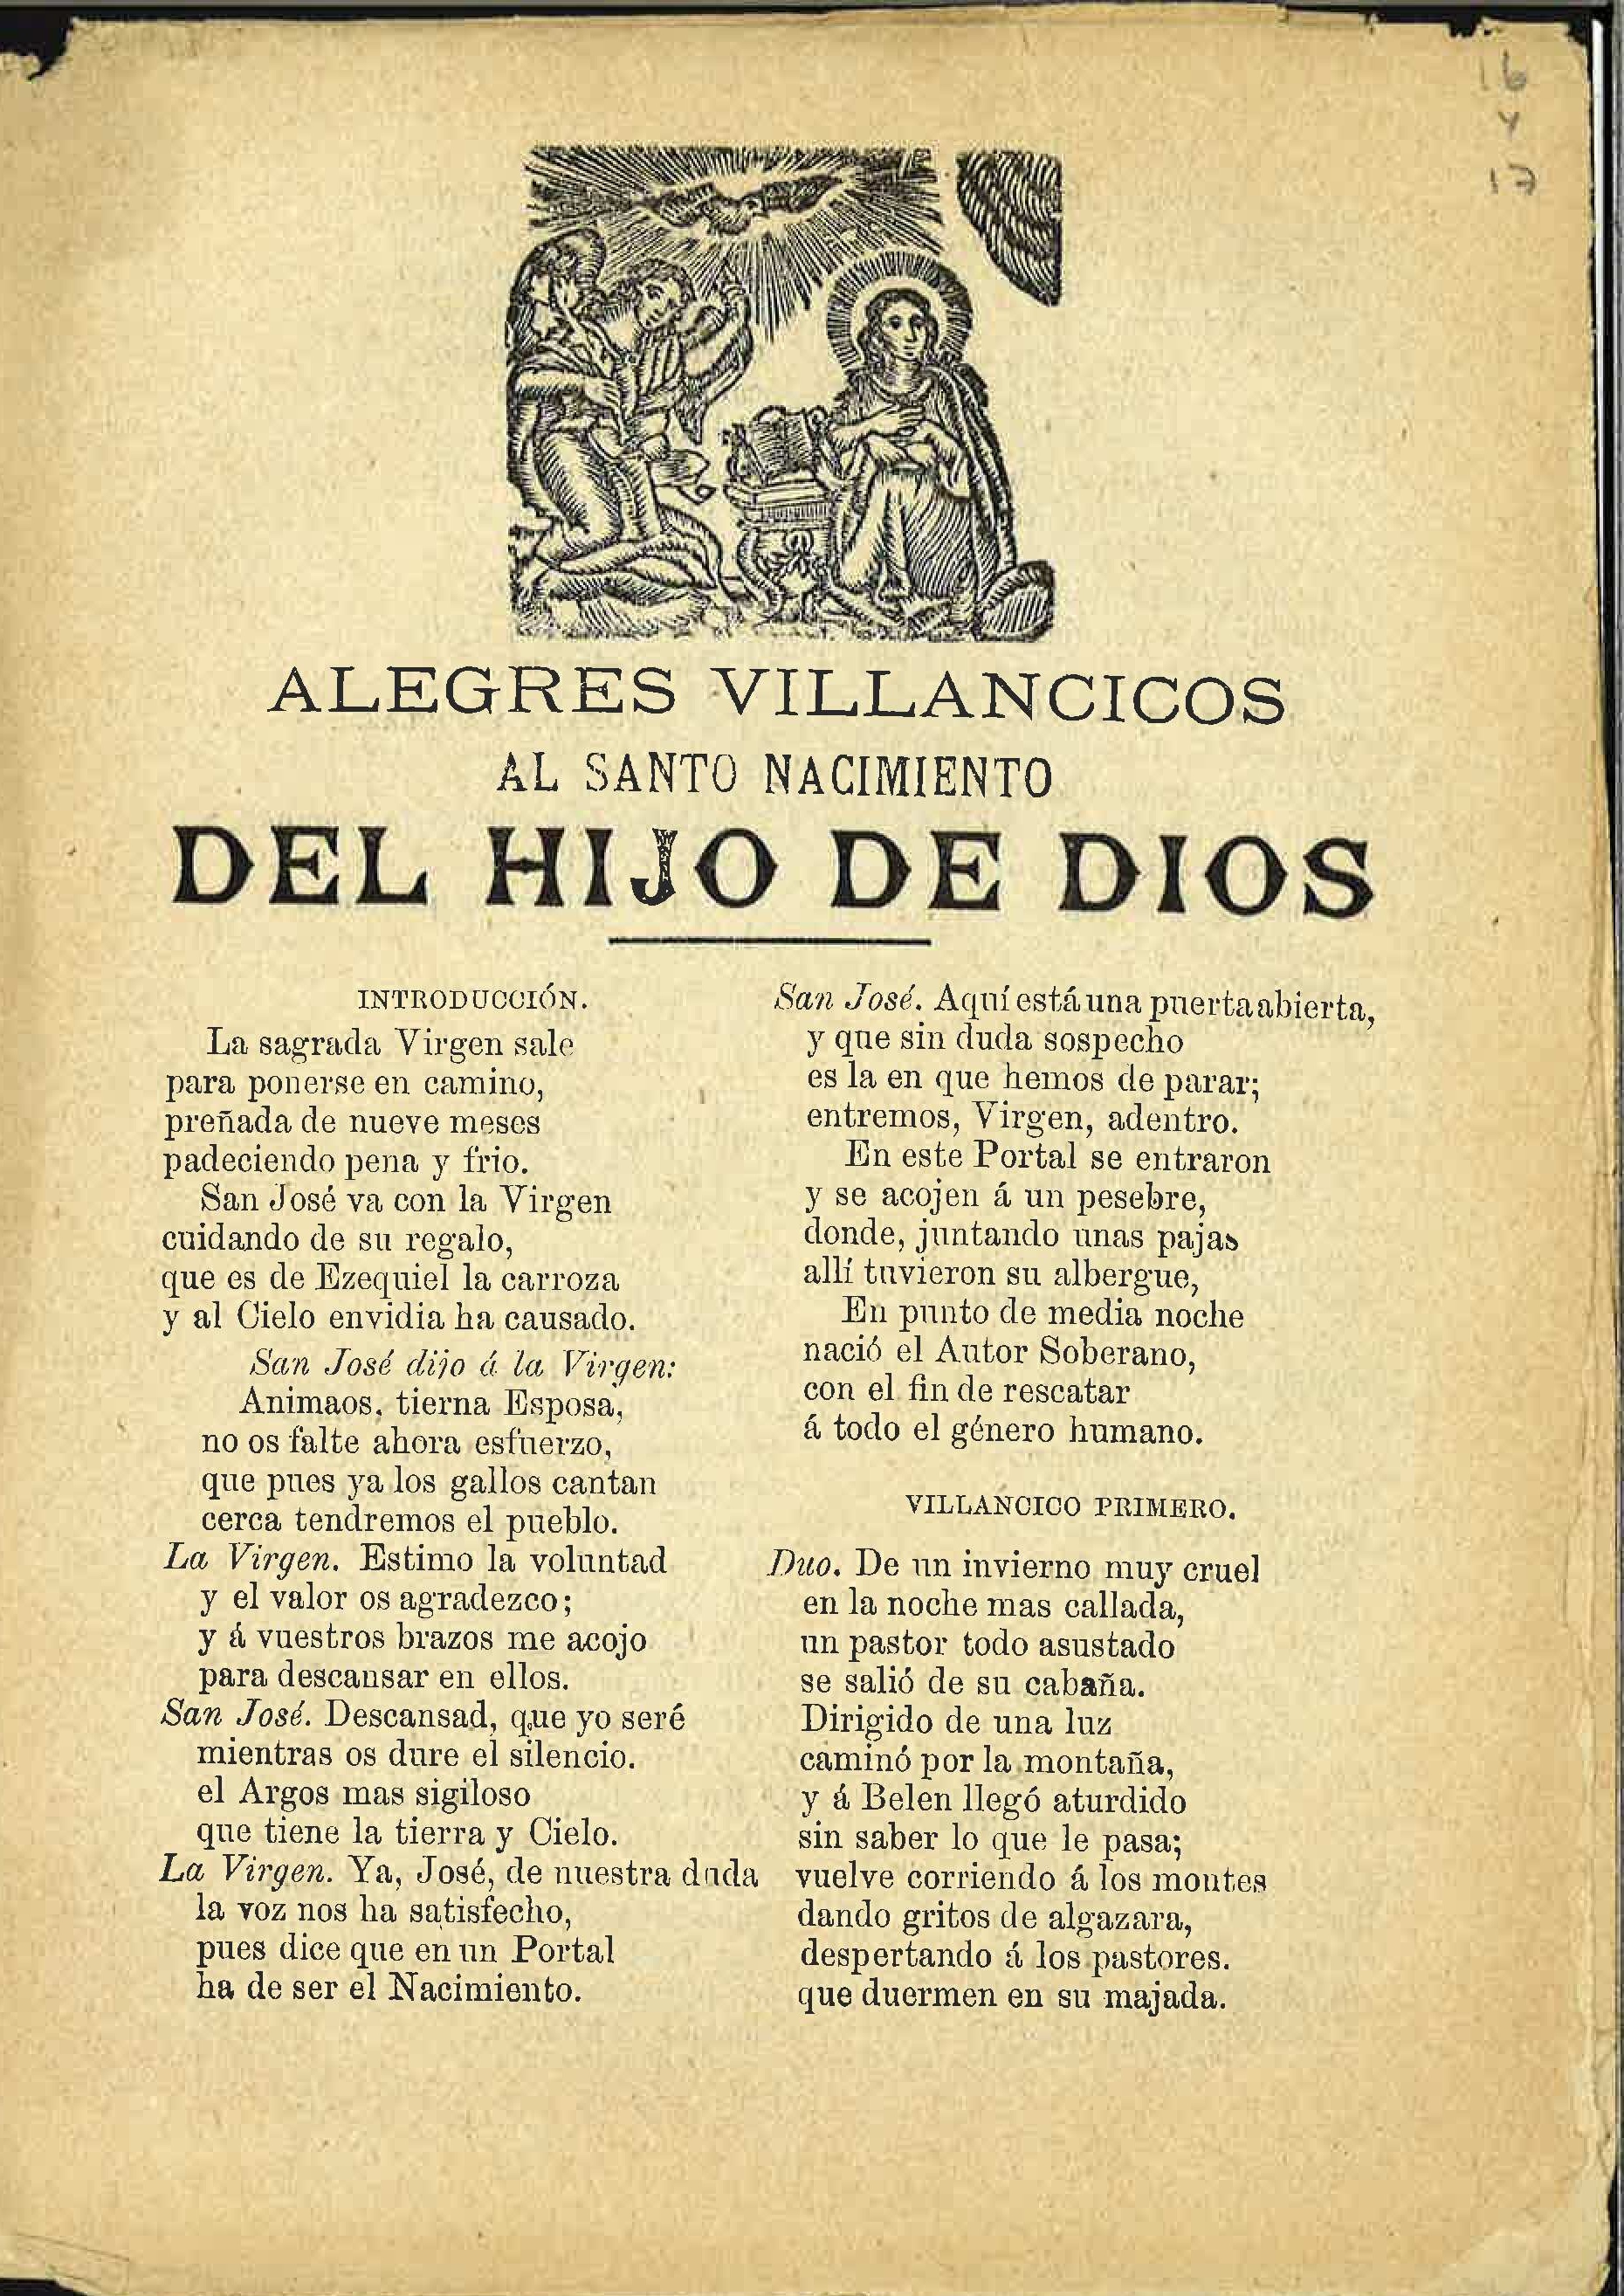 16
y
17
ALEGRES VILLANCICOS
AL SANTO NACIMIENTO
DEL HIJO DE DIOS
INTRODUCCIÓN.
La sagrada Virgen sale
para ponerse en camino,
preñada de nueve meses
padeciendo pena y frio.
San José va con la Virgen
cuidando de su regalo,
que es de Ezequiel la carroza
y al Cielo envidia ha causado.
San José dijo á la Virgen:
Animaos, tierna Esposa,
no os falte ahora esfuerzo,
que pues ya los gallos cantan
cerca tendremos el pueblo.
La Virgen. Estimo la voluntad
y el valor os agradezco;
y á vuestros brazos me acojo
para descansar en ellos.
San José. Descansad, que yo seré
mientras os dure el silencio.
el Argos mas sigiloso
que tiene la tierra y Cielo.
La Virgen. Ya, José, de nuestra duda
la voz nos ha satisfecho,
pues dice que en un Portal
ha de ser el Nacimiento.
San José. Aquí está una puerta abierta,
y que sin duda sospecho
es la en que hemos de parar;
entremos, Virgen, adentro.
En este Portal se entraron
y se acojen á un pesebre,
donde, juntando unas pajas
allí tuvieron su albergue,
En punto de media noche
nació el Autor Soberano,
con el fin de rescatar
á todo el género humano.
VILLANCICO PRIMERO.
Duo. De un invierno muy cruel
en la noche mas callada,
un pastor todo asustado
se salió de su cabaña.
Dirigido de una luz
caminó por la montaña,
y á Belen llegó aturdido
sin saber lo que le pasa;
vuelve corriendo á los montes
dando gritos de algazara,
despertando á los pastores.
que duermen en su majada.